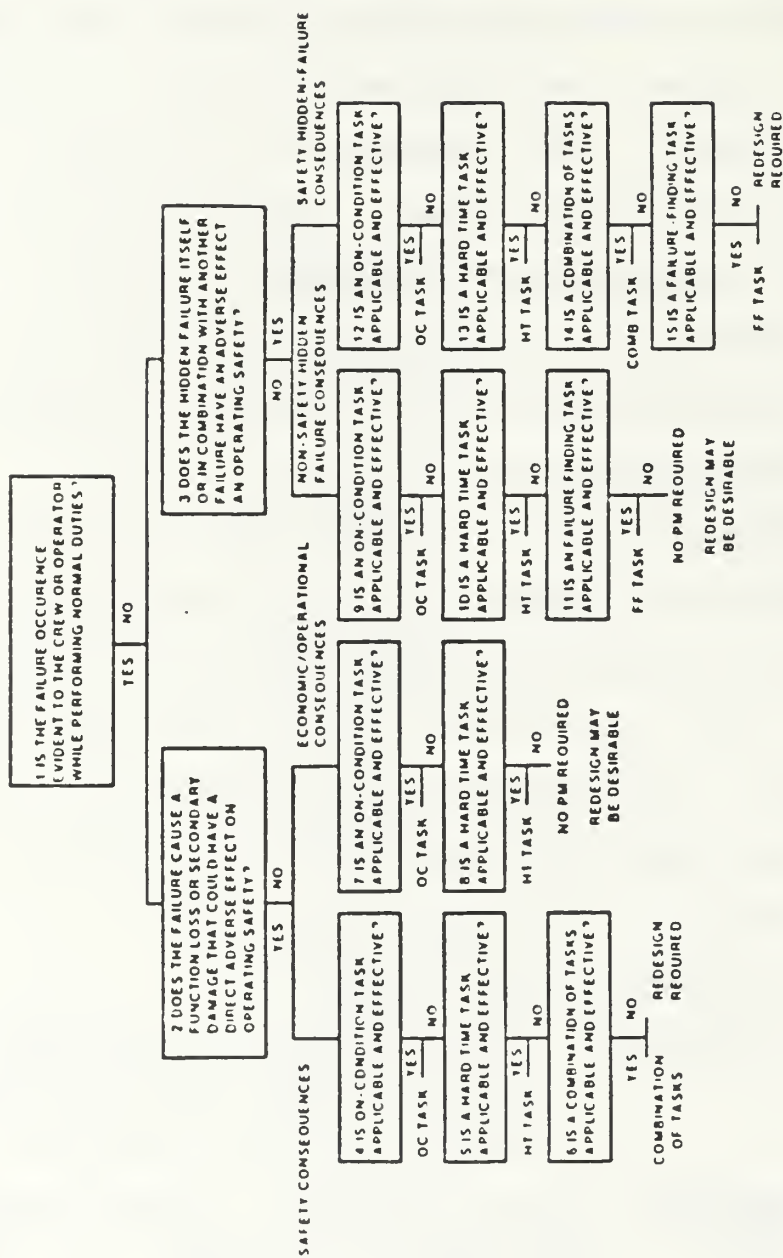 1 IS THE FAILURE OCCURENCE
EVIDENT TO THE CREW OR OPERATOR
WHILE PERFORMING NORMAL DUTIES?
YES
NO
2 DOES THE FAILURE CAUSE A
FUNCTION LOSS OR SECONDARY
DAMAGE THAT COULD HAVE A
DIRECT ADVERSE EFFECT ON
OPERATING SAFETY?
YES
NO
3 DOES THE HIDDEN FAILURE ITSELF
OR IN COMBINATION WITH ANOTHER
FAILURE HAVE AN ADVERSE EFFECT
AN OPERATING SAFETY?
NO
YES
SAFETY CONSEQUENCES
4 IS ON-CONDITION TASK
APPLICABLE AND EFFECTIVE?
YES
OC TASK
NO
5 IS A HARD TIME TASK
APPLICABLE AND EFFECTIVE?
YES
HT TASK
NO
6 IS A COMBINATION OF TASKS
APPLICABLE AND EFFECTIVE?
YES
NO
COMBINATION
OF TASKS
REDESIGN
REQUIRED
ECONOMIC/OPERATIONAL
CONSEQUENCES
7 IS AN ON-CONDITION TASK
APPLICABLE AND EFFECTIVE?
YES
OC TASK
NO
8 IS A HARD TIME TASK
APPLICABLE AND EFFECTIVE?
YES
HT TASK
NO
NO PM REQUIRED
REDESIGN MAY
BE DESIRABLE
NON-SAFETY HIDDEN
FAILURE CONSEQUENCES
9 IS AN ON-CONDITION TASK
APPLICABLE AND EFFECTIVE?
YES
OC TASK
NO
10 IS A HARD TIME TASK
APPLICABLE AND EFFECTIVE?
YES
HT TASK
NO
11 IS AN FAILURE FINDING TASK
APPLICABLE AND EFFECTIVE?
YES
FF TASK
NO
NO PM REQUIRED
REDESIGN MAY
BE DESIRABLE
SAFETY HIDDEN-FAILURE
CONSEQUENCES
12 IS AN ON-CONDITION TASK
APPLICABLE AND EFFECTIVE?
YES
OC TASK
NO
13 IS A HARD TIME TASK
APPLICABLE AND EFFECTIVE?
YES
HT TASK
NO
14 IS A COMBINATION OF TASKS
APPLICABLE AND EFFECTIVE?
YES
COMB TASK
NO
15 IS A FAILURE-FINDING TASK
APPLICABLE AND EFFECTIVE?
YES
NO
FF TASK
REDESIGN
REQUIRED